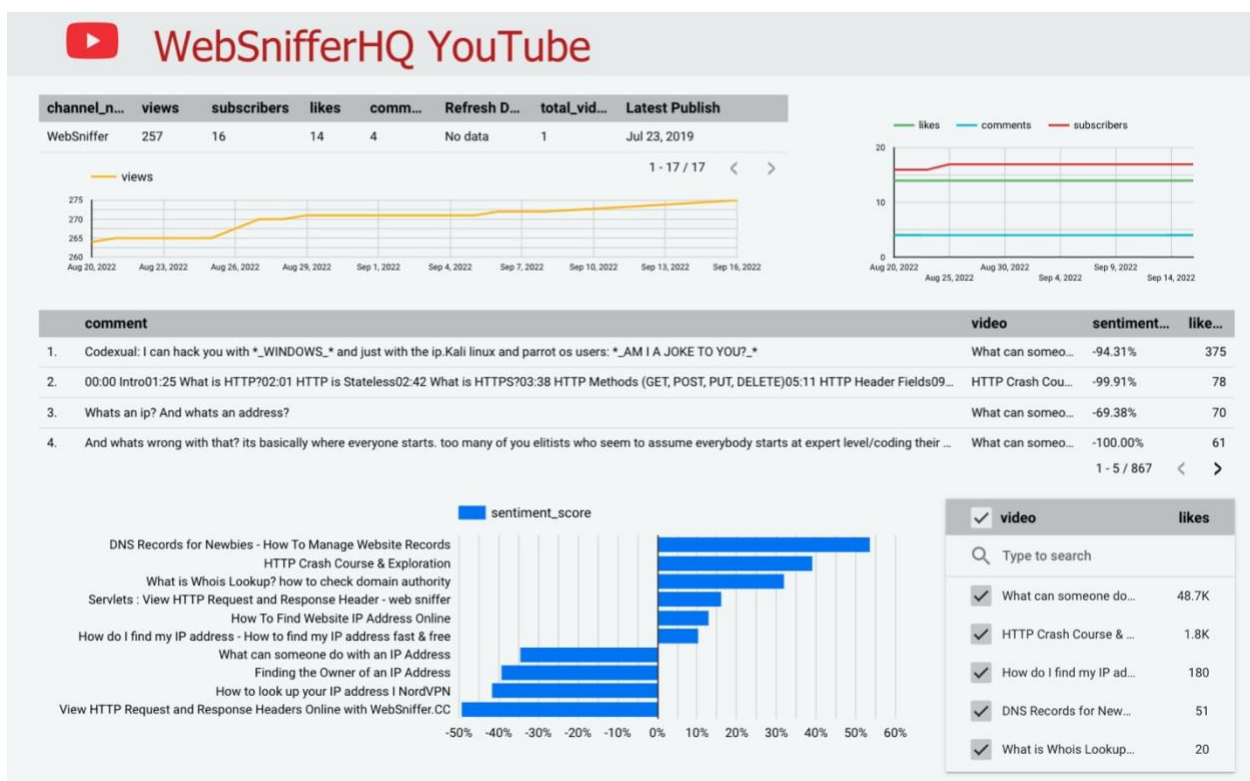 WebSnifferHQ YouTube
channel_n... views subscribers likes comm... Refresh D... total_vid... Latest Publish
WebSniffer 257 16 14 4 No data 1 Jul 23, 2019
1 - 17 / 17 < >
views
275
270
265
260
Aug 20, 2022 Aug 23, 2022 Aug 26, 2022 Aug 29, 2022 Sep 1, 2022 Sep 4, 2022 Sep 7, 2022 Sep 10, 2022 Sep 13, 2022 Sep 16, 2022
likes comments subscribers
20
10
0
Aug 20, 2022 Aug 30, 2022 Sep 9, 2022
Aug 25, 2022 Sep 4, 2022 Sep 14, 2022
comment video sentiment... like...
1. Codexual: I can hack you with *_WINDOWS_* and just with the ip.Kali linux and parrot os users: *_AM I A JOKE TO YOU?_* What can someo... -94.31% 375
2. 00:00 Intro01:25 What is HTTP?02:01 HTTP is Stateless02:42 What is HTTPS?03:38 HTTP Methods (GET, POST, PUT, DELETE)05:11 HTTP Header Fields09... HTTP Crash Cou... -99.91% 78
3. Whats an ip? And whats an address? What can someo... -69.38% 70
4. And whats wrong with that? its basically where everyone starts. too many of you elitists who seem to assume everybody starts at expert level/coding their ... What can someo... -100.00% 61
1 - 5 / 867 < >
sentiment_score
DNS Records for Newbies - How To Manage Website Records
HTTP Crash Course & Exploration
What is Whois Lookup? how to check domain authority
Servlets : View HTTP Request and Response Header - web sniffer
How To Find Website IP Address Online
How do I find my IP address - How to find my IP address fast & free
What can someone do with an IP Address
Finding the Owner of an IP Address
How to look up your IP address I NordVPN
View HTTP Request and Response Headers Online with WebSniffer.CC
-50% -40% -30% -20% -10% 0% 10% 20% 30% 40% 50% 60%
video likes
Type to search
What can someone do... 48.7K
HTTP Crash Course & ... 1.8K
How do I find my IP ad... 180
DNS Records for New... 51
What is Whois Lookup... 20